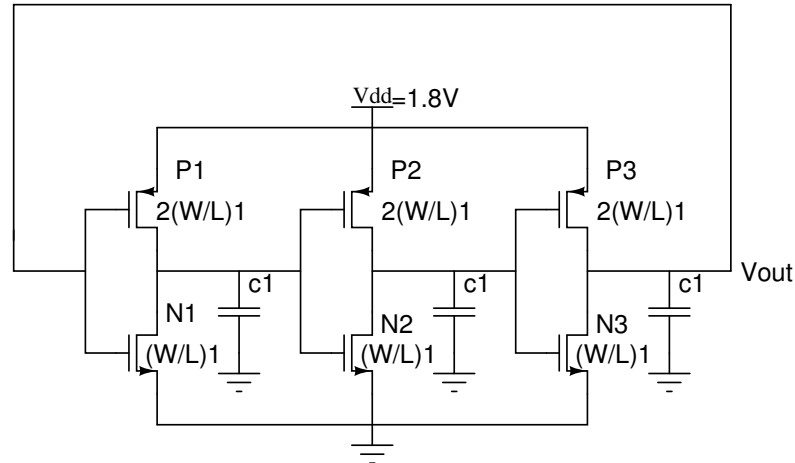 Vdd=1.8V
P1
P2
P3
2(W/L)1
2(W/L)1
2(W/L)1
c1
c1
c1
Vout
N1
N2
N3
(W/L)1
(W/L)1
(W/L)1